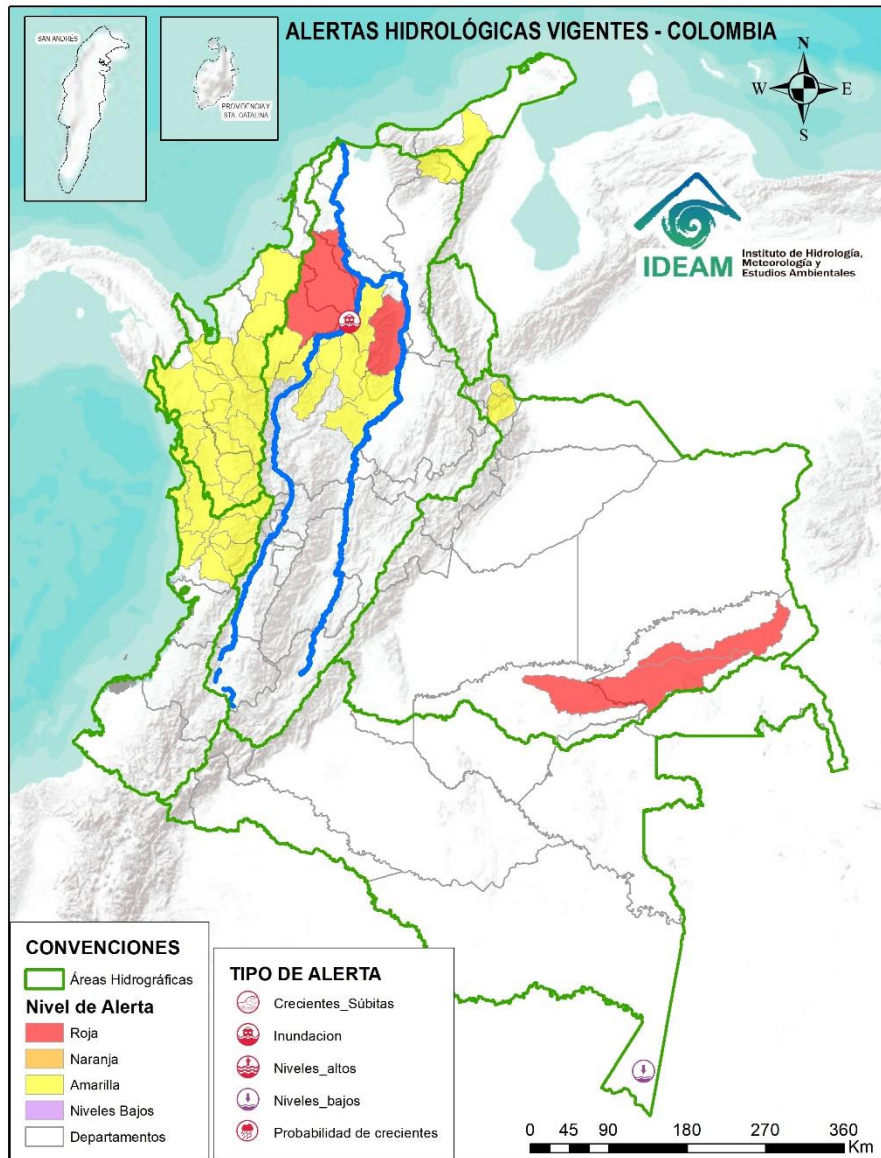 ALERTAS HIDROLÓGICAS VIGENTES - COLOMBIA
SAN ANDRÉS
PROVIDENCIA Y
STA. CATALINA
N
W
E
S
IDEAM
Instituto de Hidrología,
Meteorología y
Estudios Ambientales
CONVENCIONES
Áreas Hidrográficas
Nivel de Alerta
Roja
Naranja
Amarilla
Niveles Bajos
Departamentos
TIPO DE ALERTA
Crecientes_Súbitas
Inundacion
Niveles_altos
Niveles_bajos
Probabilidad de crecientes
0 45 90 180 270 360
Km